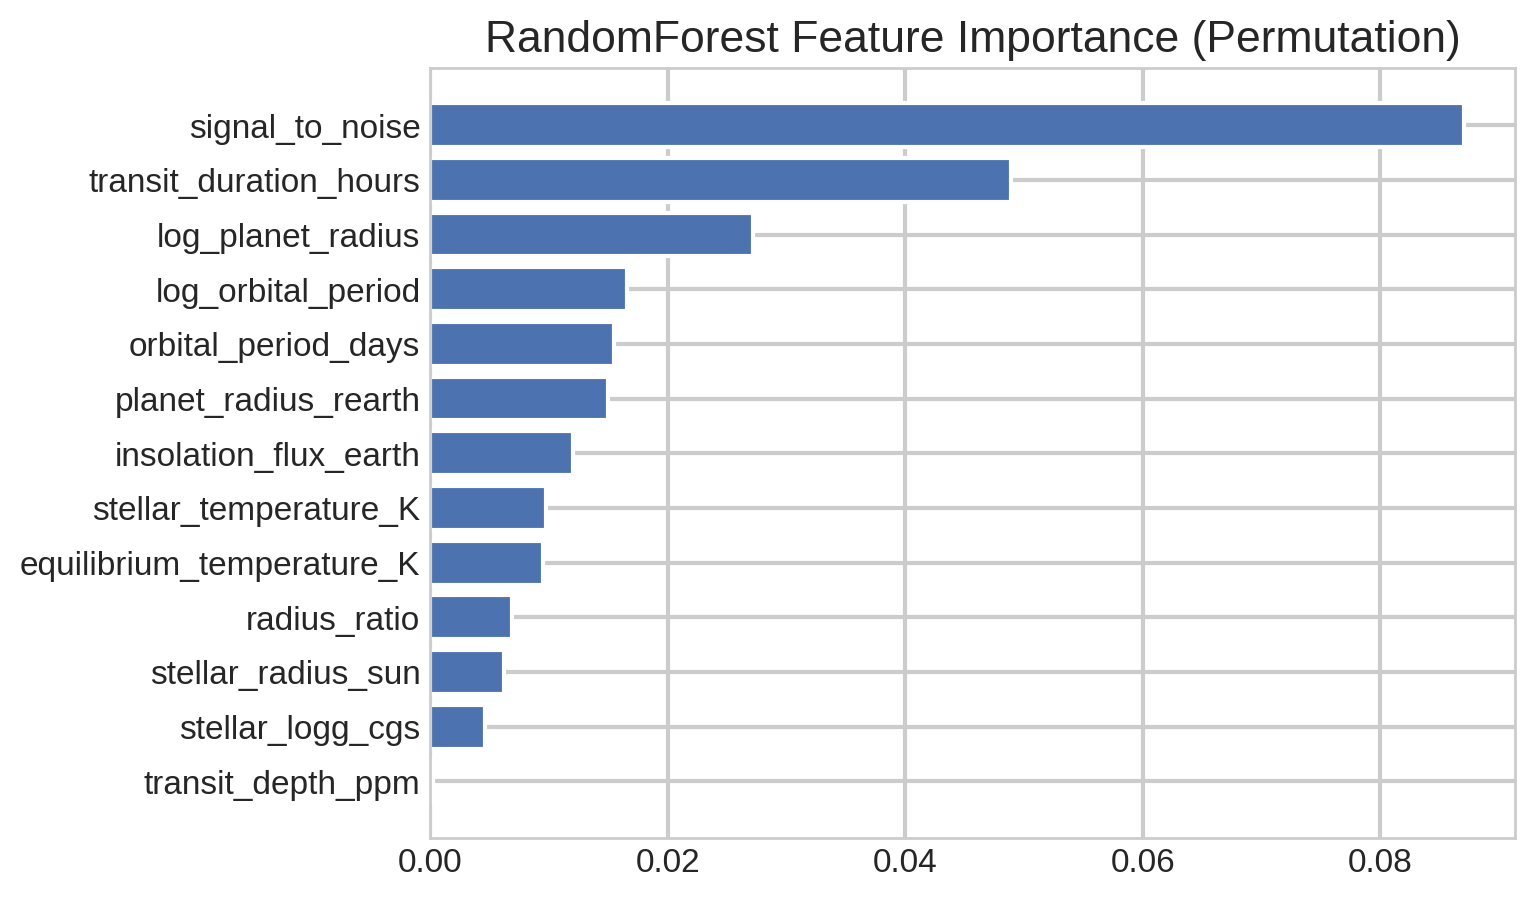 RandomForest Feature Importance (Permutation)
signal_to_noise
transit_duration_hours
log_planet_radius
log_orbital_period
orbital_period_days
planet_radius_rearth
insolation_flux_earth
stellar_temperature_K
equilibrium_temperature_K
radius_ratio
stellar_radius_sun
stellar_logg_cgs
transit_depth_ppm
0.00 0.02 0.04 0.06 0.08